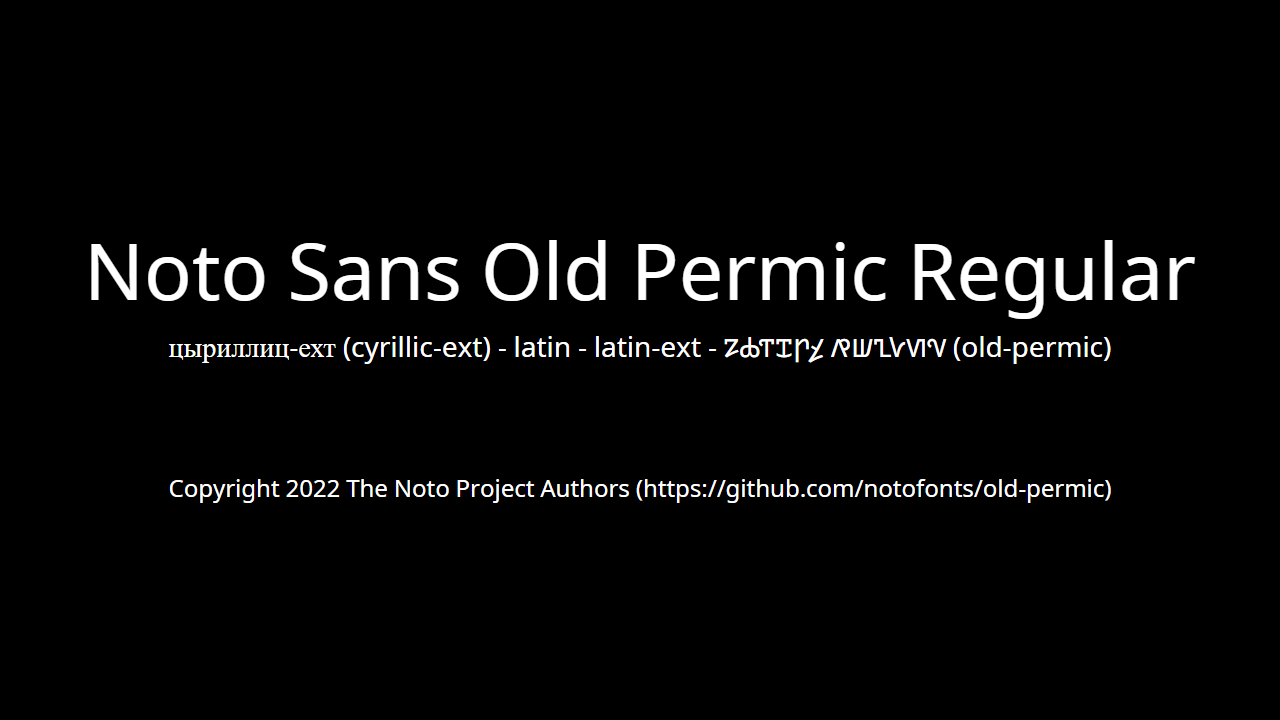 Noto Sans Old Permic Regular
цыриллиц-ехт (cyrillic-ext) - latin - latin-ext - (old-permic)
Copyright 2022 The Noto Project Authors (https://github.com/notofonts/old-permic)